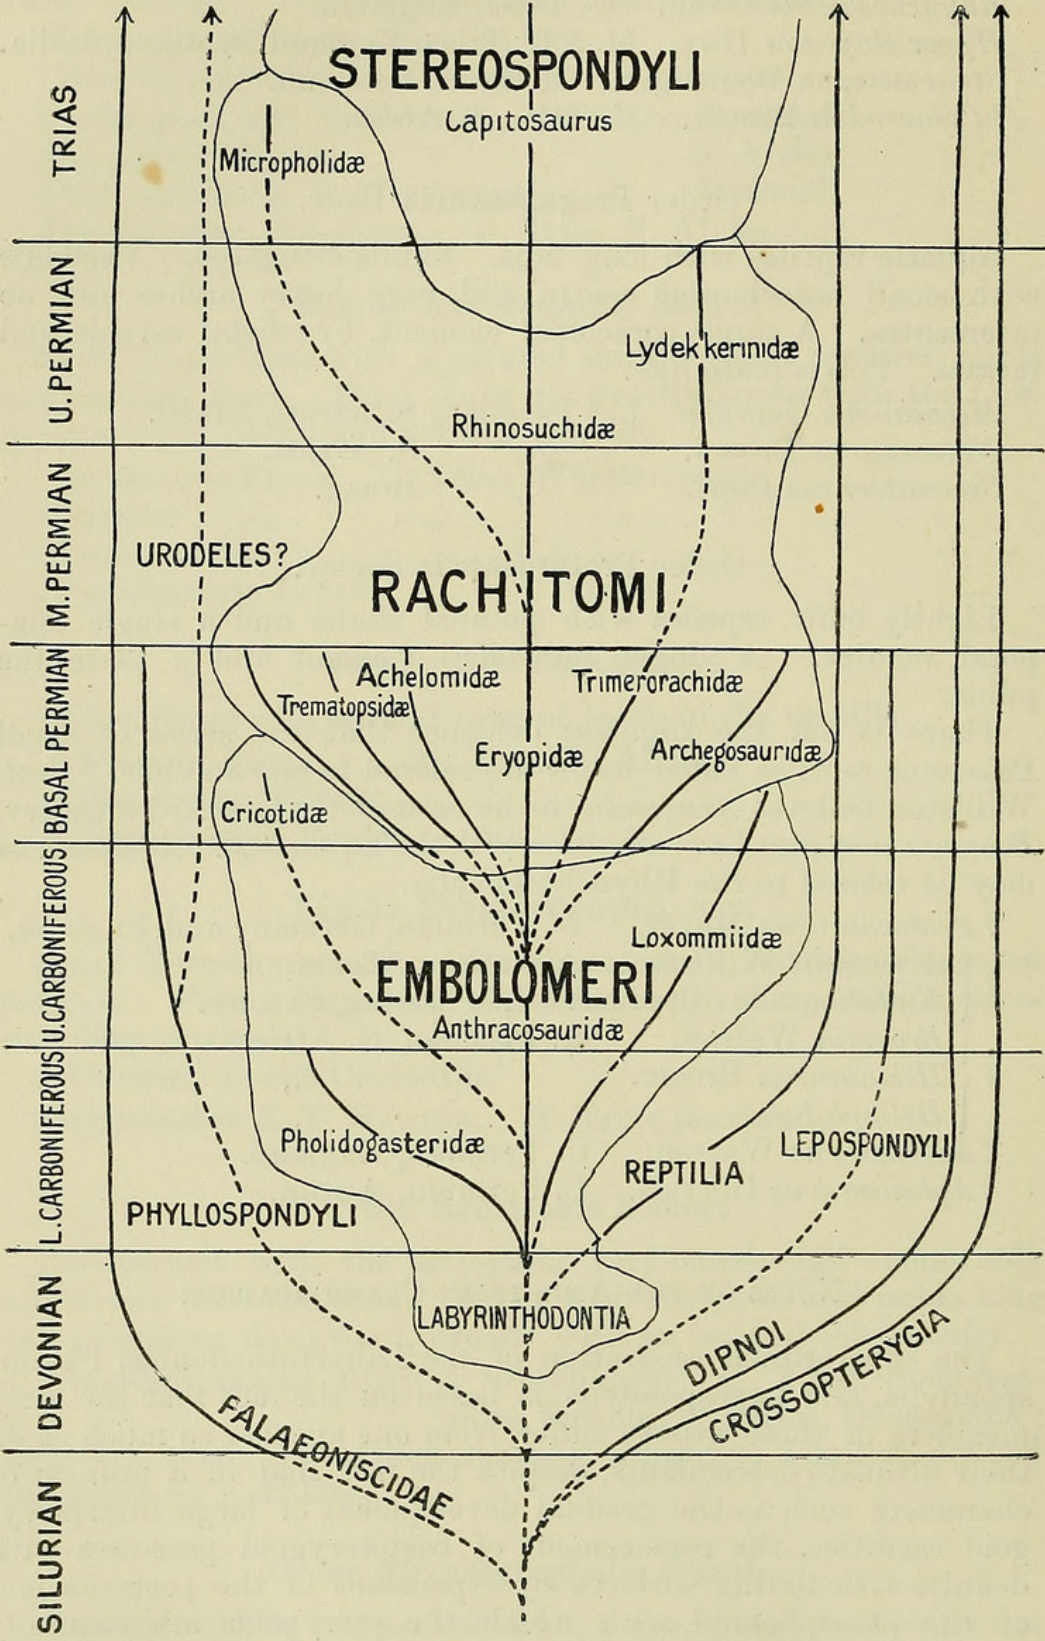 STEREOSPONDYLI
Capitosaurus
TRIAS
Micropholidæ
U. PERMIAN
Lydekkerinidæ
Rhinosuchidæ
M. PERMIAN
URODELES?
RACHITOMI
BASAL PERMIAN
Achelomidæ
Trimerorachidæ
Trematopsidæ
Eryopidæ
Archegosauridæ
Cricotidæ
U. CARBONIFEROUS
Loxommiidæ
EMBOLOMERI
Anthracosauridæ
L. CARBONIFEROUS
Pholidogasteridæ
LEPOSPONDYLI
REPTILIA
PHYLLOSPONDYLI
DEVONIAN
LABYRINTHODONTIA
DIPNOI
CROSSOPTERYGIA
FALAEONISCIDAE
SILURIAN